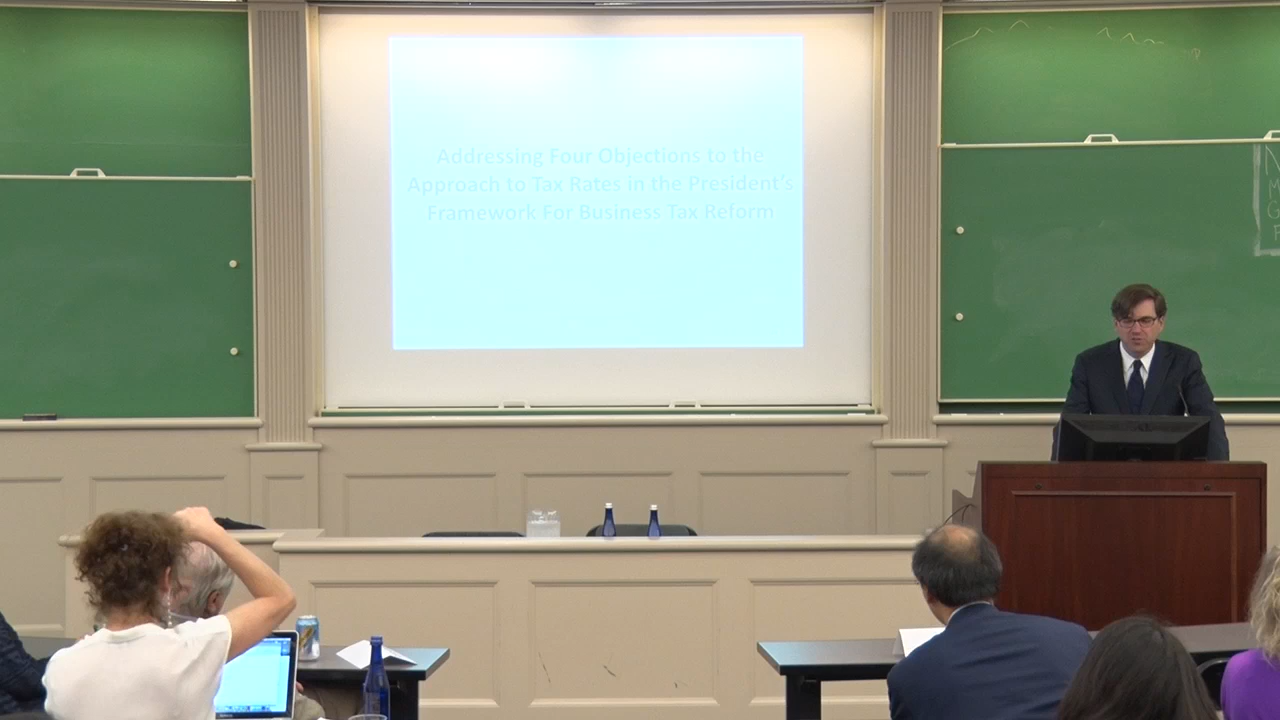 Addressing Four Objections to the
Approach to Tax Rates in the President's
Framework For Business Tax Reform